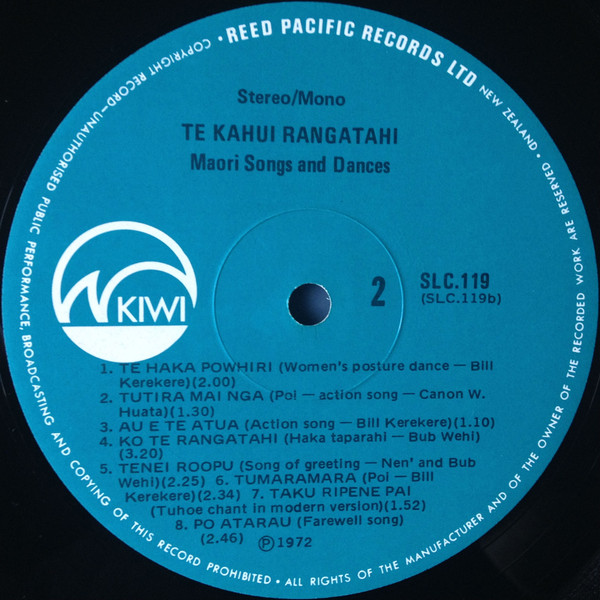 • REED PACIFIC RECORDS LTD NEW ZEALAND • ALL RIGHTS OF THE MANUFACTURER AND OF THE OWNER OF THE RECORDED WORK ARE RESERVED • COPYRIGHT RECORD—UNAUTHORISED PUBLIC PERFORMANCE, BROADCASTING AND COPYING OF THIS RECORD PROHIBITED
Stereo/Mono
TE KAHUI RANGATAHI
Maori Songs and Dances
KIWI
2
SLC.119
(SLC.119b)
1. TE HAKA POWHIRI (Women's posture dance — Bill
Kerekere)(2.00)
2. TUTIRA MAI NGA (Poi — action song — Canon W.
Huata)(1.30)
3. AU E TE ATUA (Action song — Bill Kerekere)(1.10)
4. KO TE RANGATAHI (Haka taparahi — Bub Wehi)
(3.20)
5. TENEI ROOPU (Song of greeting — Nen' and Bub
Wehi)(2.25) 6. TUMARAMARA (Poi — Bill
Kerekere)(2.34) 7. TAKU RIPENE PAI
(Tuhoe chant in modern version)(1.52)
8. PO ATARAU (Farewell song)
(2.46) Ⓟ1972